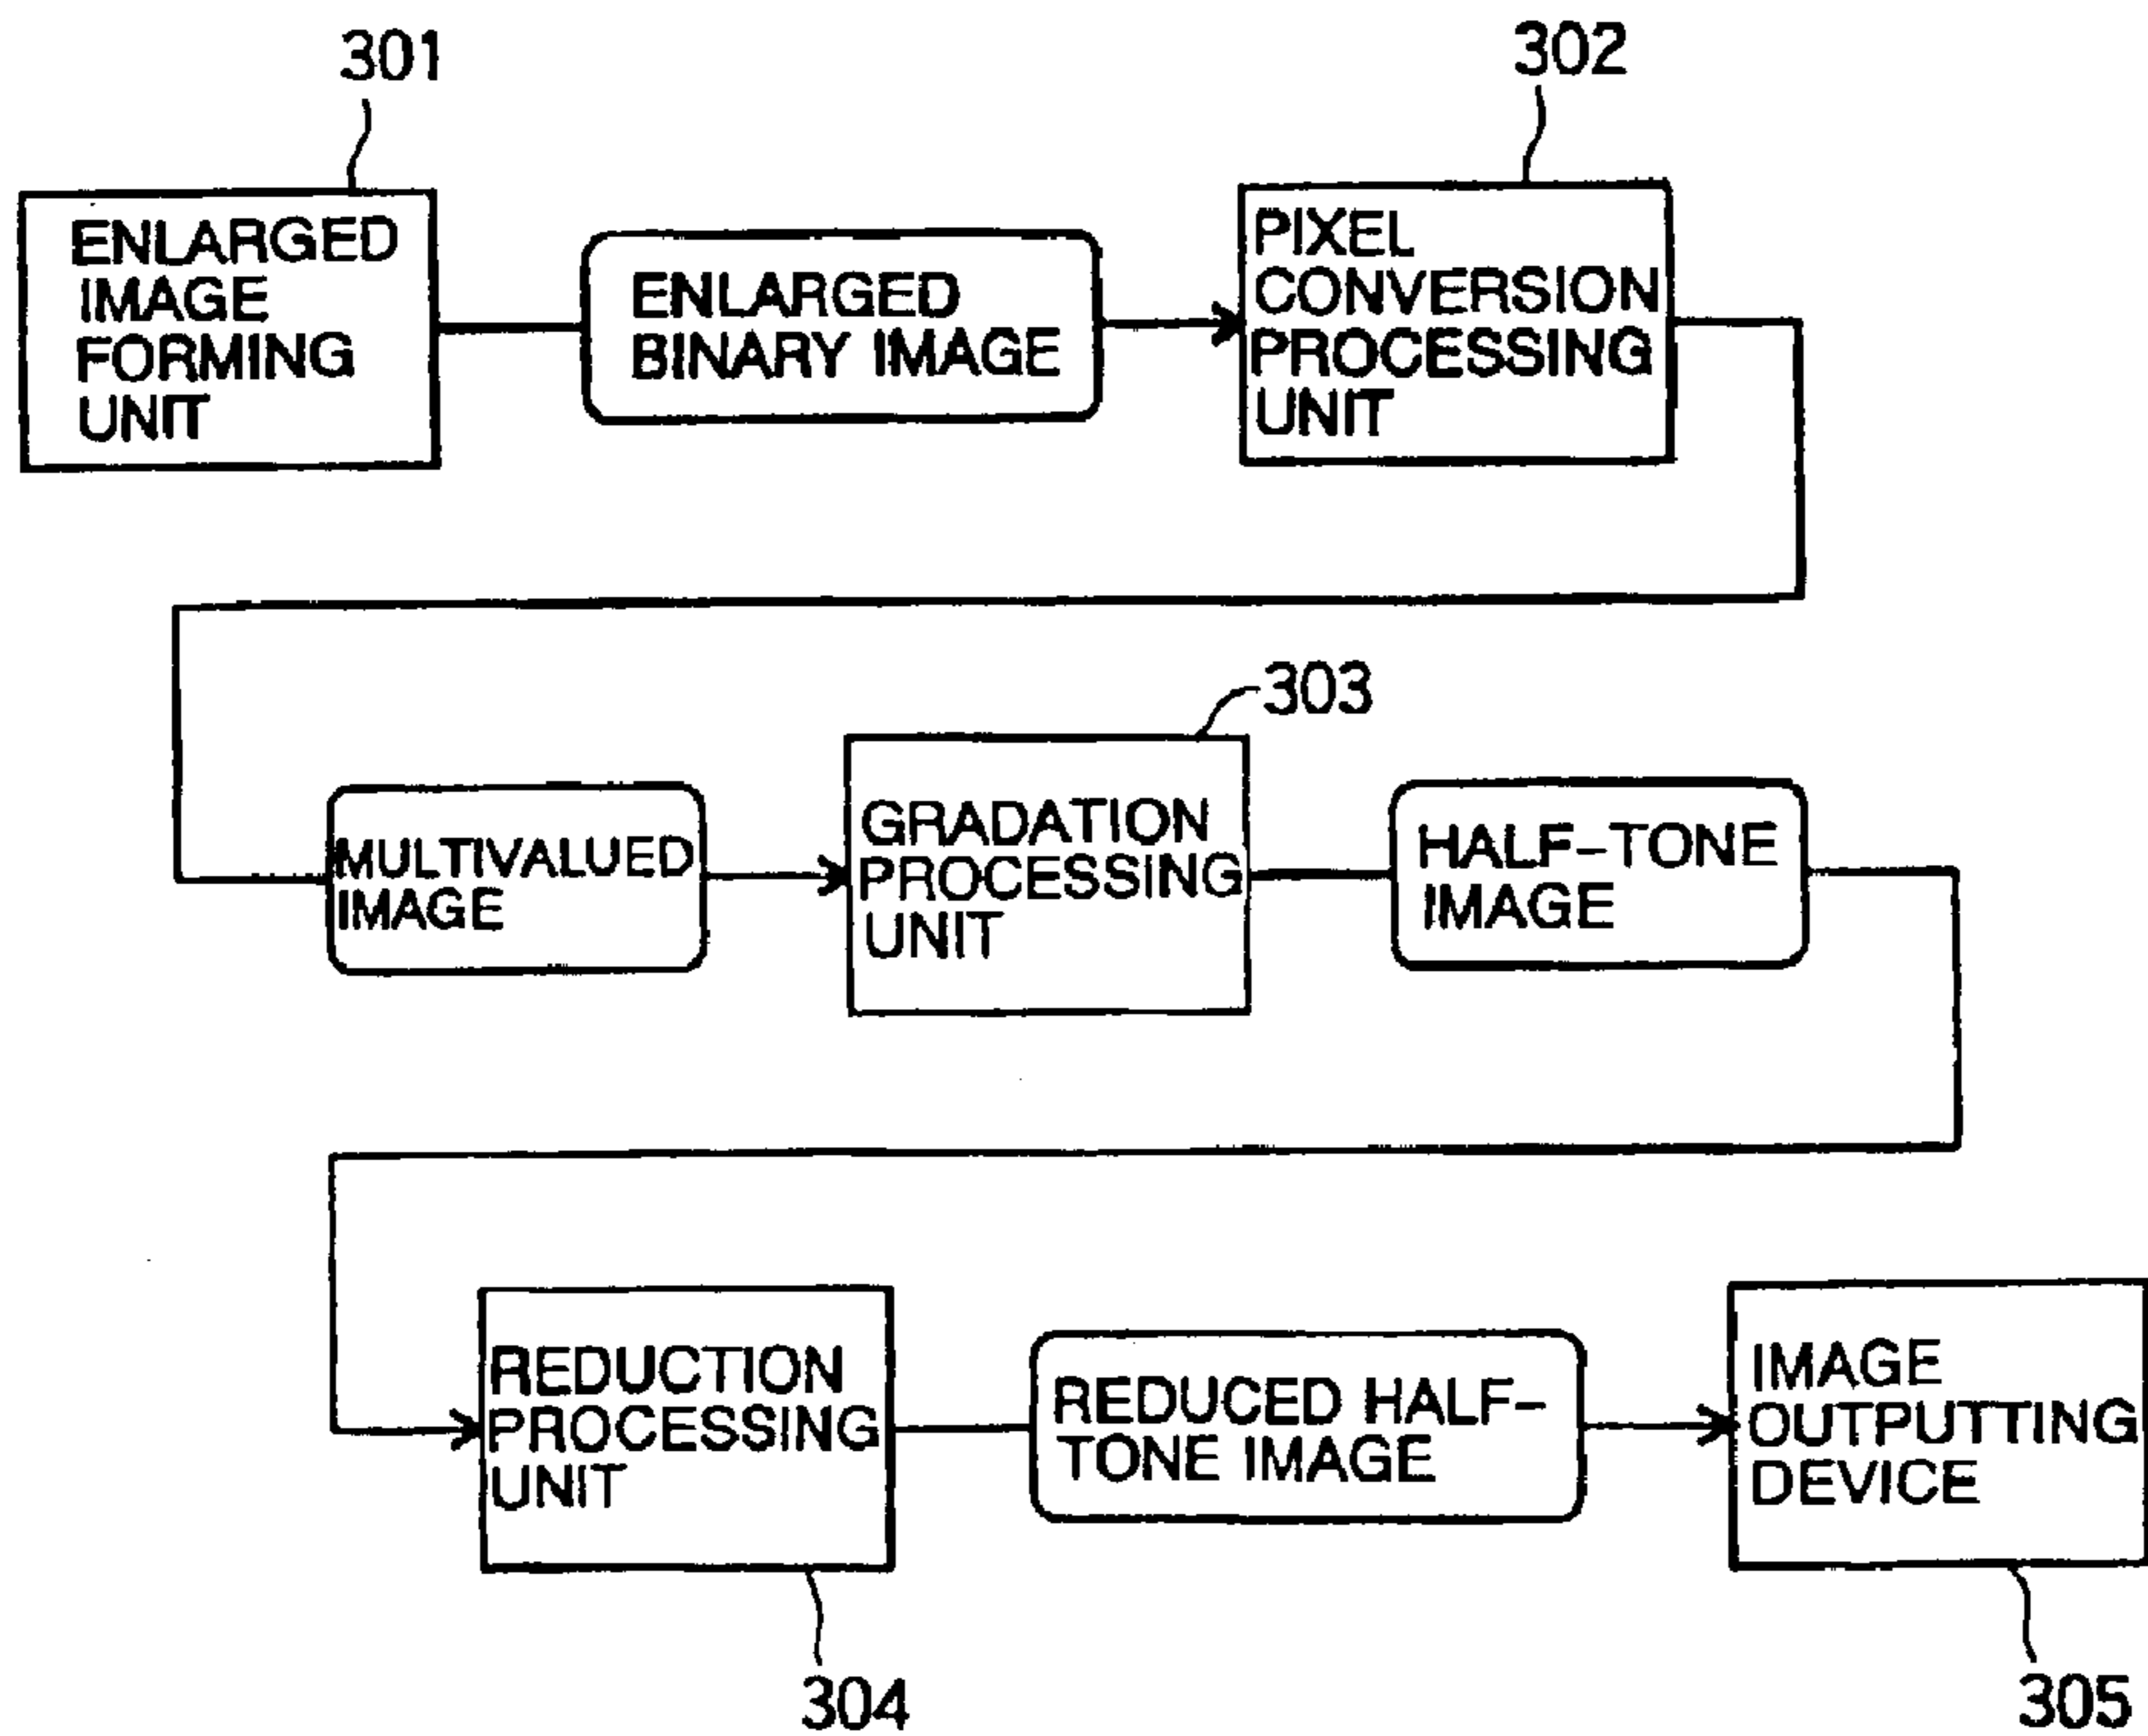 301
302
ENLARGED
IMAGE
FORMING
UNIT
ENLARGED
BINARY IMAGE
PIXEL
CONVERSION
PROCESSING
UNIT
303
MULTIVALUED
IMAGE
GRADATION
PROCESSING
UNIT
HALF-TONE
IMAGE
REDUCTION
PROCESSING
UNIT
REDUCED HALF-
TONE IMAGE
IMAGE
OUTPUTTING
DEVICE
304
305